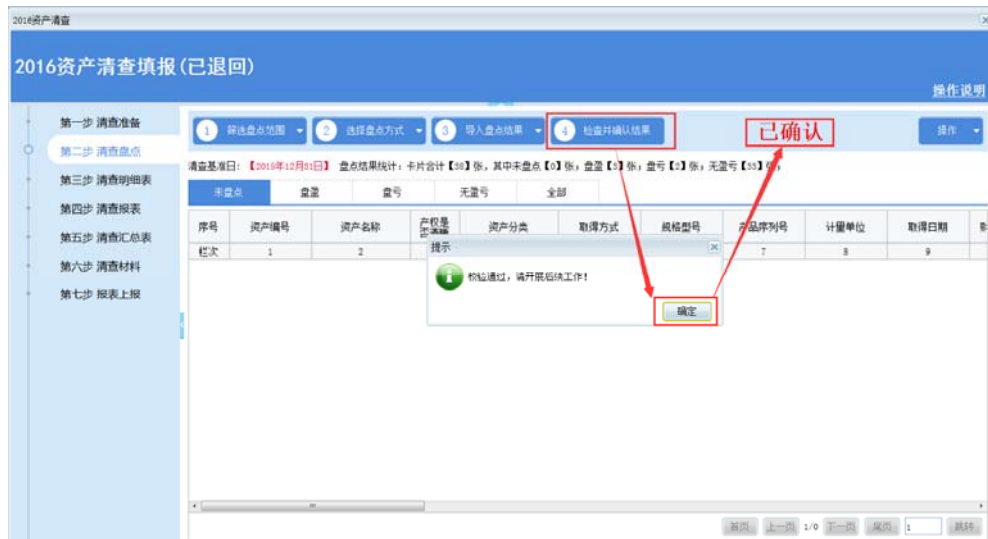 2016资产清查
2016资产清查填报(已退回)
操作说明
第一步 清查准备
第二步 清查盘点
第三步 清查明细表
第四步 清查报表
第五步 清查汇总表
第六步 清查材料
第七步 报表上报
1 筛选盘点范围 2 选择盘点方式 3 导入盘点结果 4 检查并确认结果 已确认 操作
清查基准日：【2015年12月31日】 盘点结果统计：卡片合计【58】张，其中未盘点【0】张，盘盈【3】张，盘亏【2】张，无盈亏【53】张，
未盘点 盘盈 盘亏 无盈亏 全部
序号 资产编号 资产名称 产权是 资产分类 取得方式 规格型号 产品序列号 计量单位 取得日期
栏次 1 2 7 8 9
提示
校验通过，请开展后续工作！
确定
首页 上一页 1/0 下一页 尾页 1 跳转